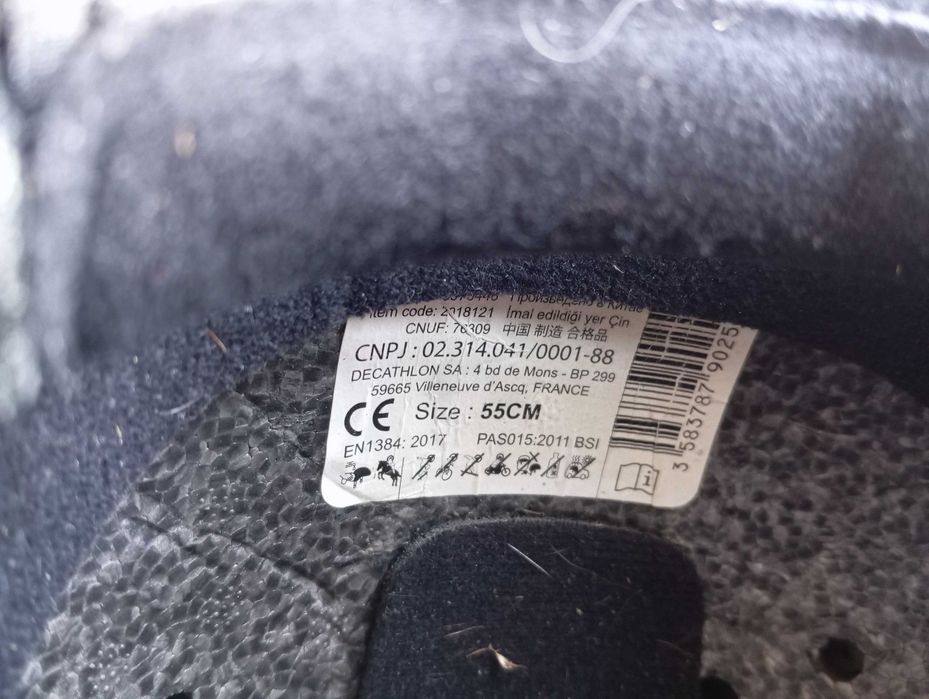 Произведено в Китае
Item code: 2018121 İmal edildiği yer Çin
CNUF: 76309 中国 制造 合格品
CNPJ : 02.314.041/0001-88
DECATHLON SA : 4 bd de Mons - BP 299
59665 Villeneuve d'Ascq, FRANCE
CE Size : 55CM
EN1384: 2017 PAS015:2011 BSI
3 583787 9025